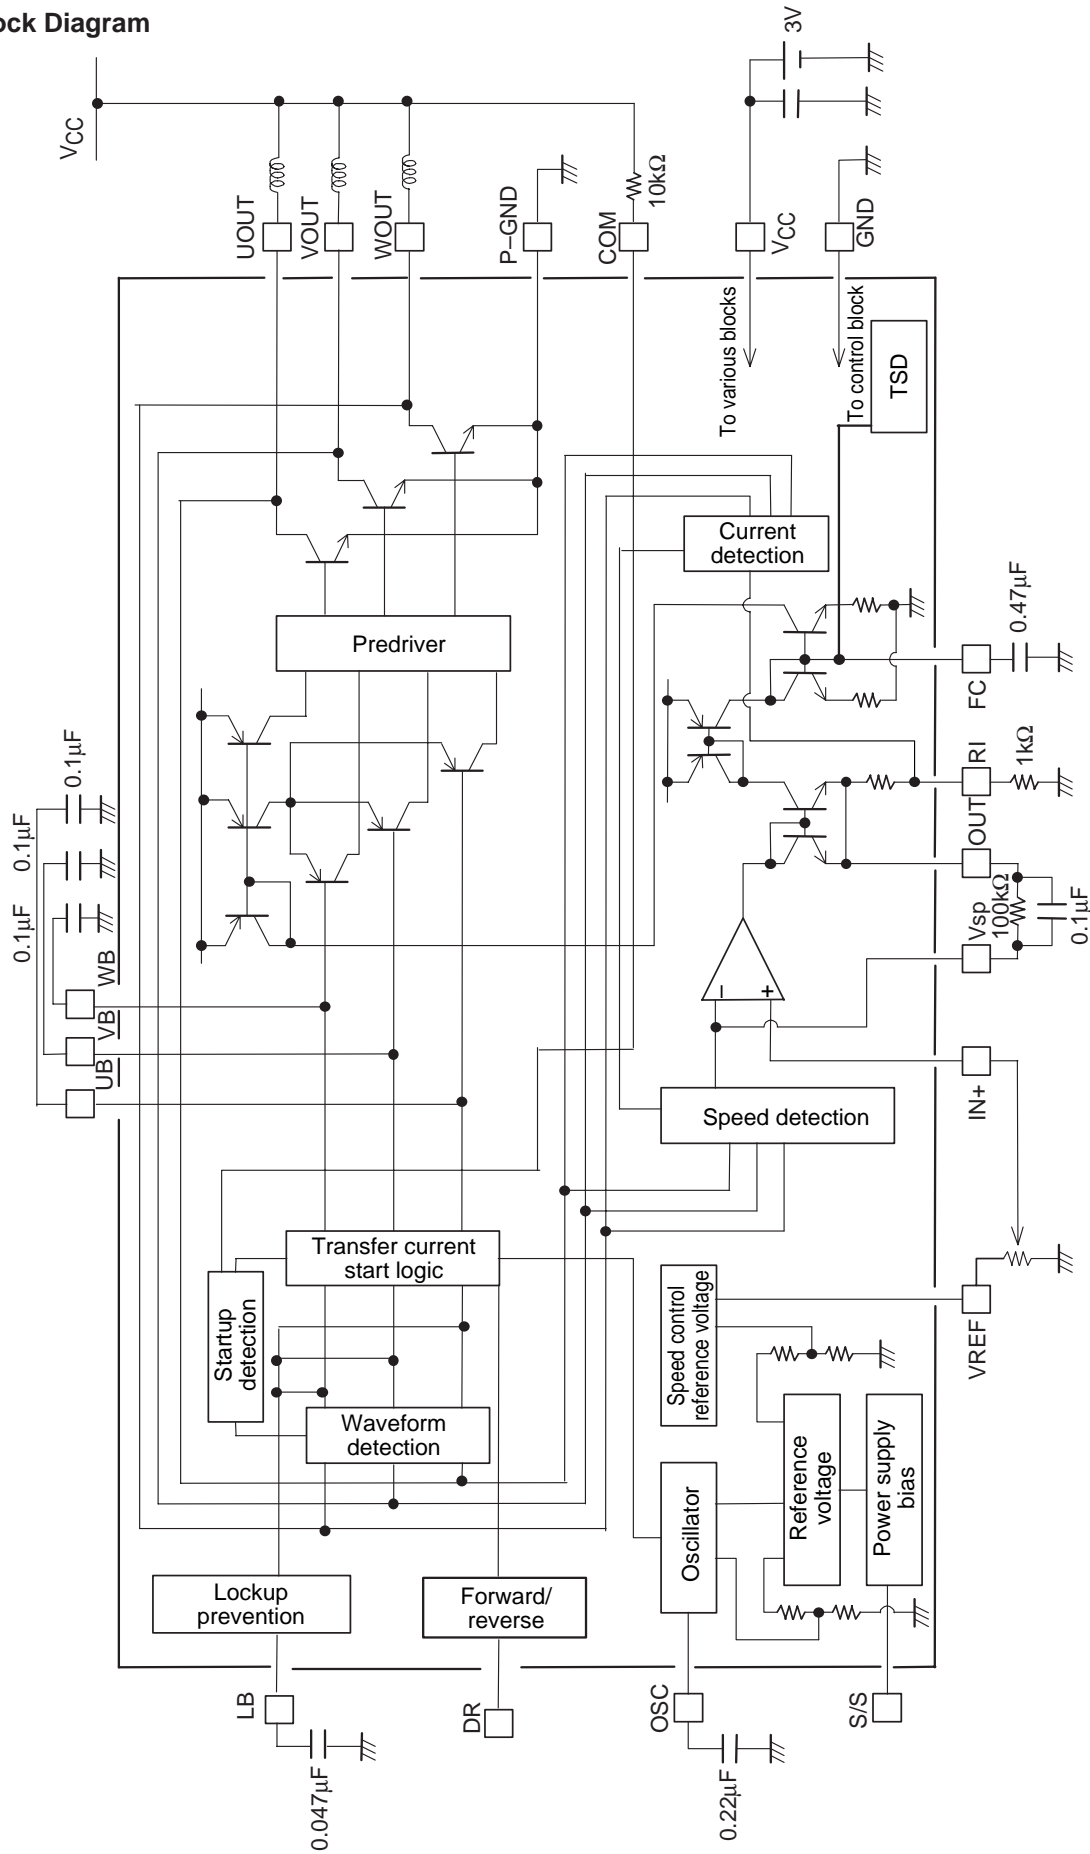 ock Diagram
3V
VCC
UOUT
VOUT
WOUT
P–GND
COM
10kΩ
VCC
GND
To various blocks
To control block
TSD
Current
detection
Predriver
0.1µF
0.1µF
0.1µF
WB
VB
UB
FC
0.47µF
RI
1kΩ
OUT
Vsp
100kΩ
0.1µF
–
+
IN+
Speed detection
Transfer current
start logic
Startup
detection
Speed control
reference voltage
VREF
Waveform
detection
Oscillator
Reference
voltage
Power supply
bias
Lockup
prevention
Forward/
reverse
LB
DR
OSC
S/S
0.047µF
0.22µF